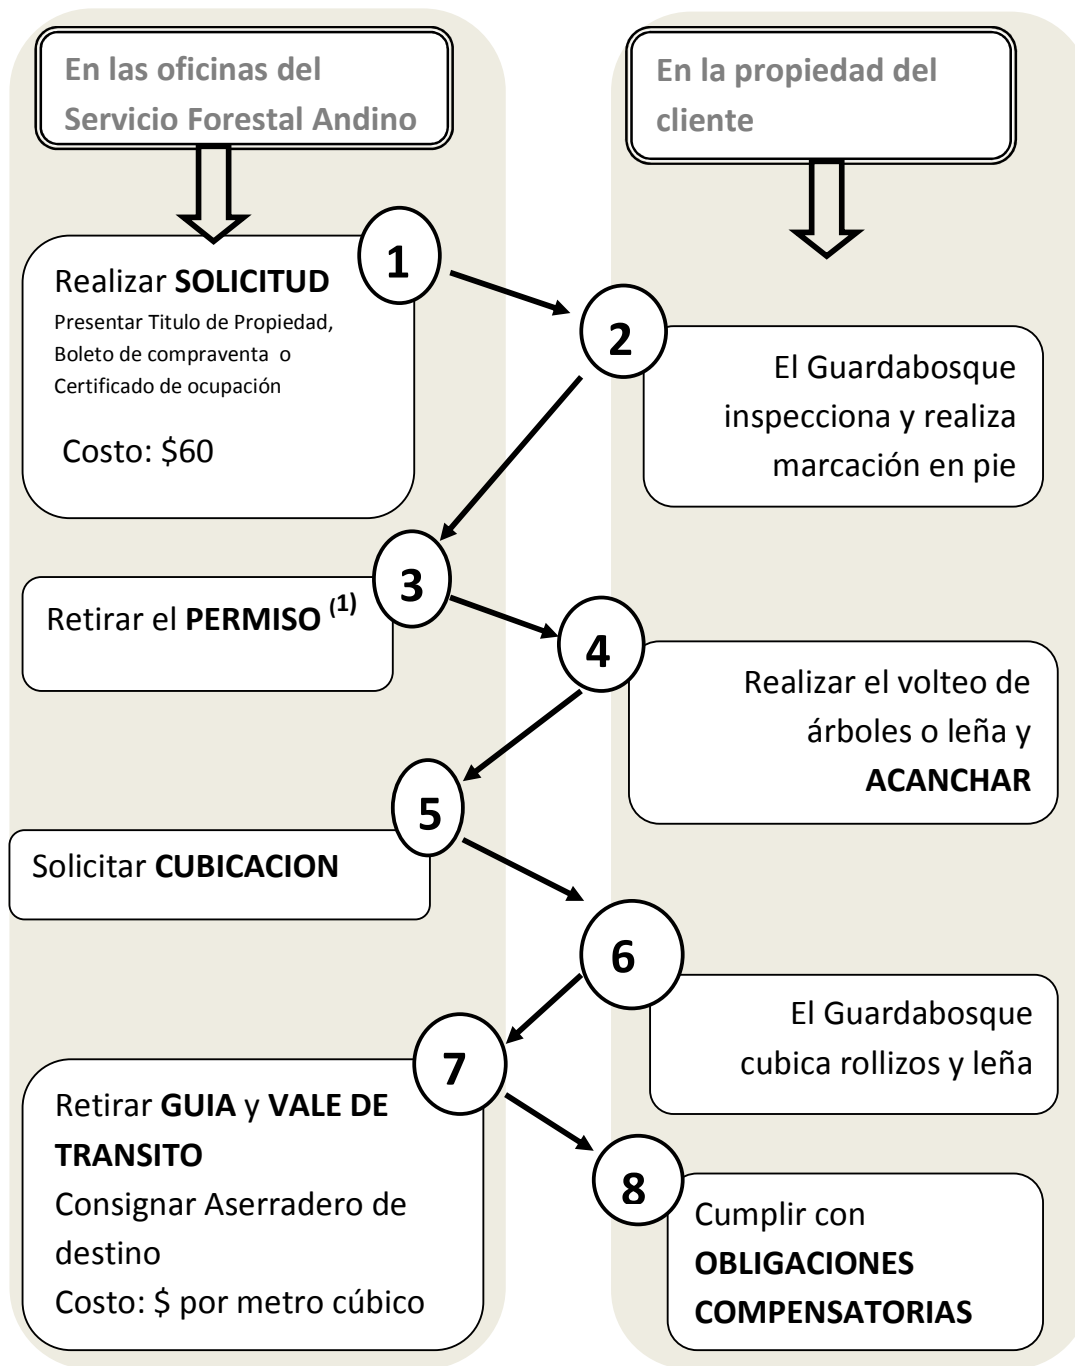 En las oficinas del
Servicio Forestal Andino
En la propiedad del
cliente
1
Realizar SOLICITUD
Presentar Titulo de Propiedad,
Boleto de compraventa o
Certificado de ocupación
Costo: $60
2
El Guardabosque
inspecciona y realiza
marcación en pie
3
Retirar el PERMISO (1)
4
Realizar el volteo de
árboles o leña y
ACANCHAR
5
Solicitar CUBICACION
6
El Guardabosque
cubica rollizos y leña
7
Retirar GUIA y VALE DE
TRANSITO
Consignar Aserradero de
destino
Costo: $ por metro cúbico
8
Cumplir con
OBLIGACIONES
COMPENSATORIAS